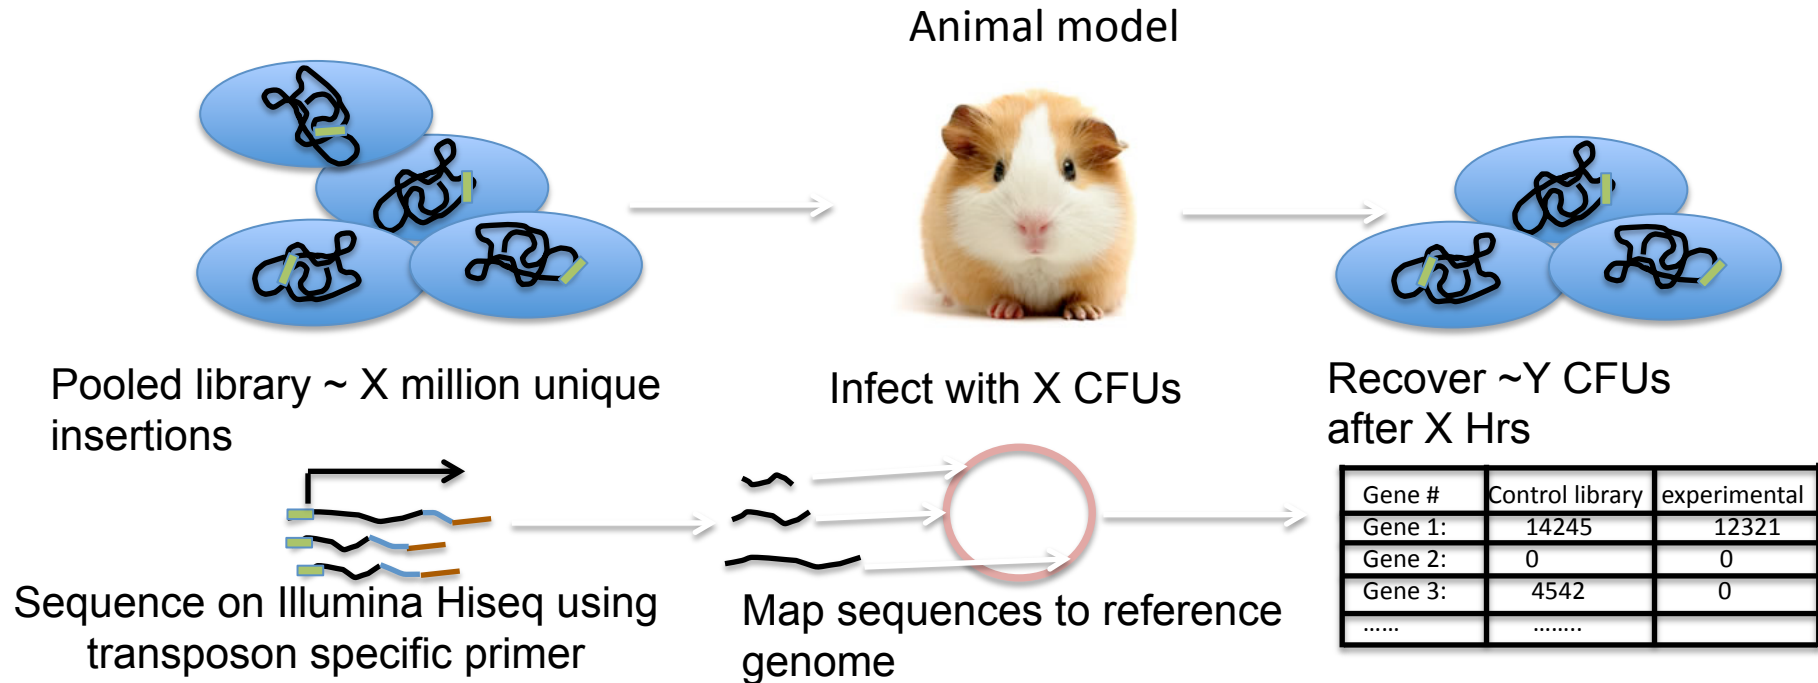 Animal model
Pooled library ~ X million unique
insertions
Infect with X CFUs
Recover ~Y CFUs
after X Hrs
Sequence on Illumina Hiseq using
transposon specific primer
Map sequences to reference
genome
Gene # Control library experimental
Gene 1: 14245 12321
Gene 2: 0 0
Gene 3: 4542 0
...... ........